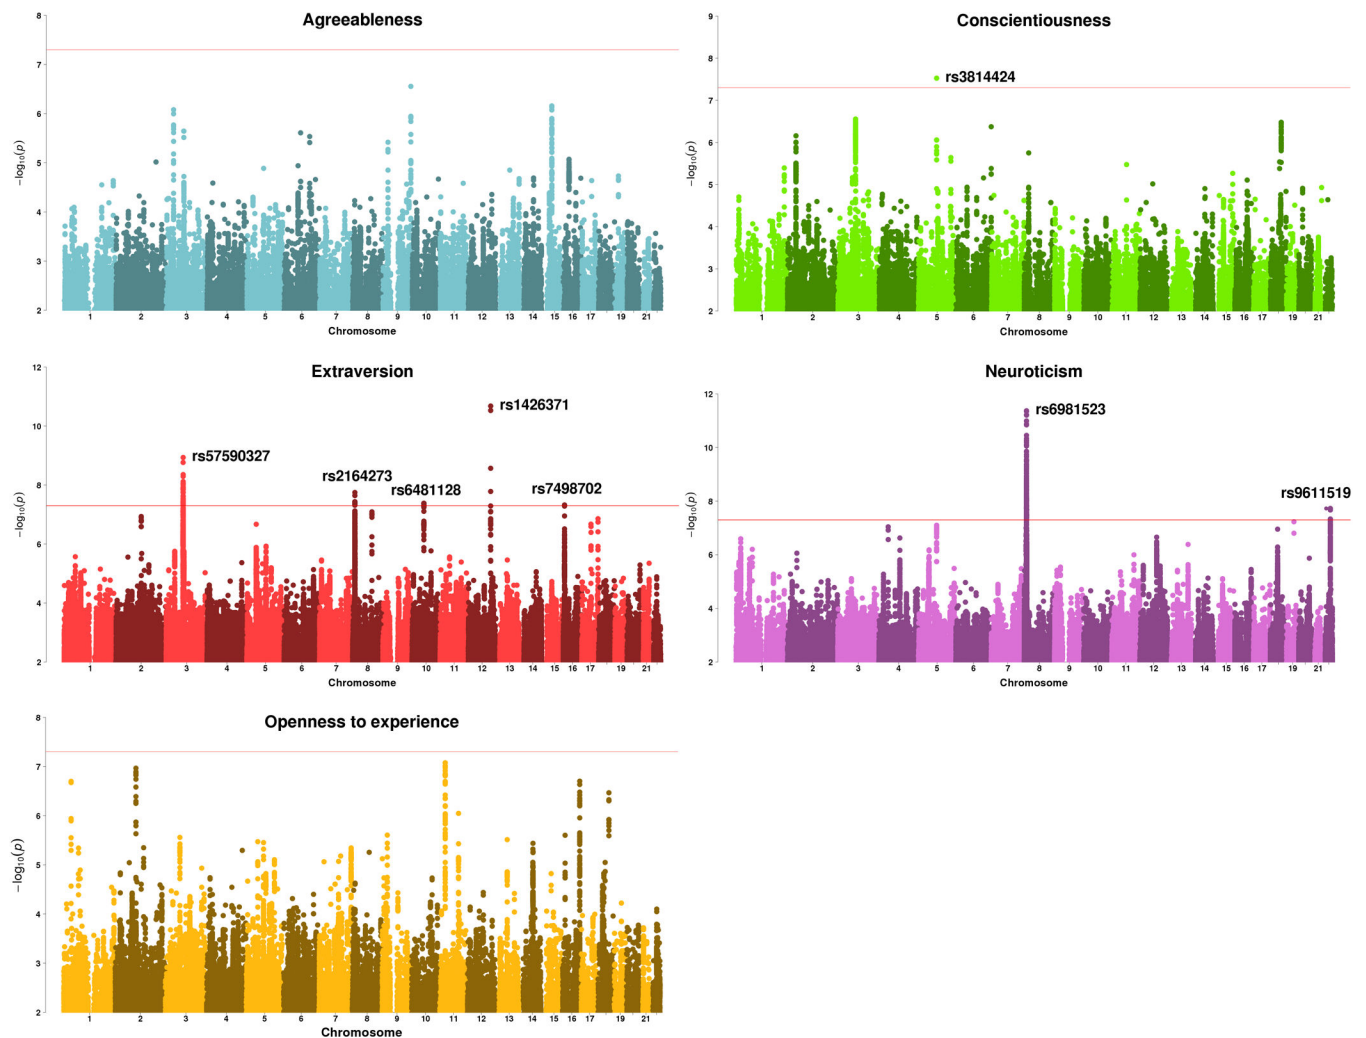 Agreeableness
8
7
6
5
4
3
2
−log10(p)
1 2 3 4 5 6 7 8 9 10 11 12 13 14 15 16 17 19 21
Chromosome
Conscientiousness
9
8
7
6
5
4
3
2
−log10(p)
rs3814424
1 2 3 4 5 6 7 8 9 10 11 12 13 14 15 16 17 19 21
Chromosome
Extraversion
12
10
8
6
4
2
−log10(p)
rs1426371
rs57590327
rs2164273
rs6481128
rs7498702
1 2 3 4 5 6 7 8 9 10 11 12 13 14 15 16 17 19 21
Chromosome
Neuroticism
12
10
8
6
4
2
−log10(p)
rs6981523
rs9611519
1 2 3 4 5 6 7 8 9 10 11 12 13 14 15 16 17 19 21
Chromosome
Openness to experience
8
7
6
5
4
3
2
−log10(p)
1 2 3 4 5 6 7 8 9 10 11 12 13 14 15 16 17 19 21
Chromosome